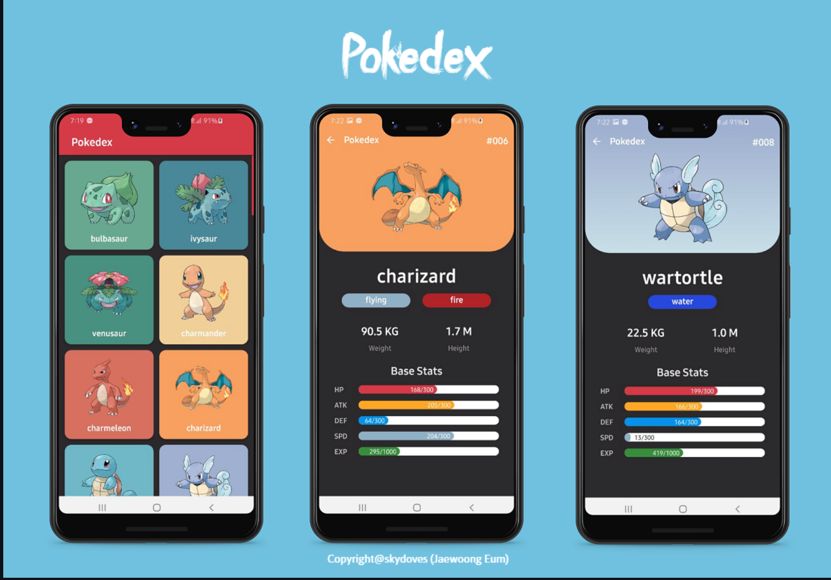 Pokedex
7:19 91%
Pokedex
bulbasaur ivysaur
venusaur charmander
charmeleon charizard
7:22 91%
Pokedex #006
charizard
flying fire
90.5 KG 1.7 M
Weight Height
Base Stats
HP 168/300
ATK 205/300
DEF 64/300
SPD 204/300
EXP 295/1000
7:22 91%
Pokedex #008
wartortle
water
22.5 KG 1.0 M
Weight Height
Base Stats
HP 199/300
ATK 166/300
DEF 164/300
SPD 13/300
EXP 419/1000
Copyright@skydoves (Jaewoong Eum)